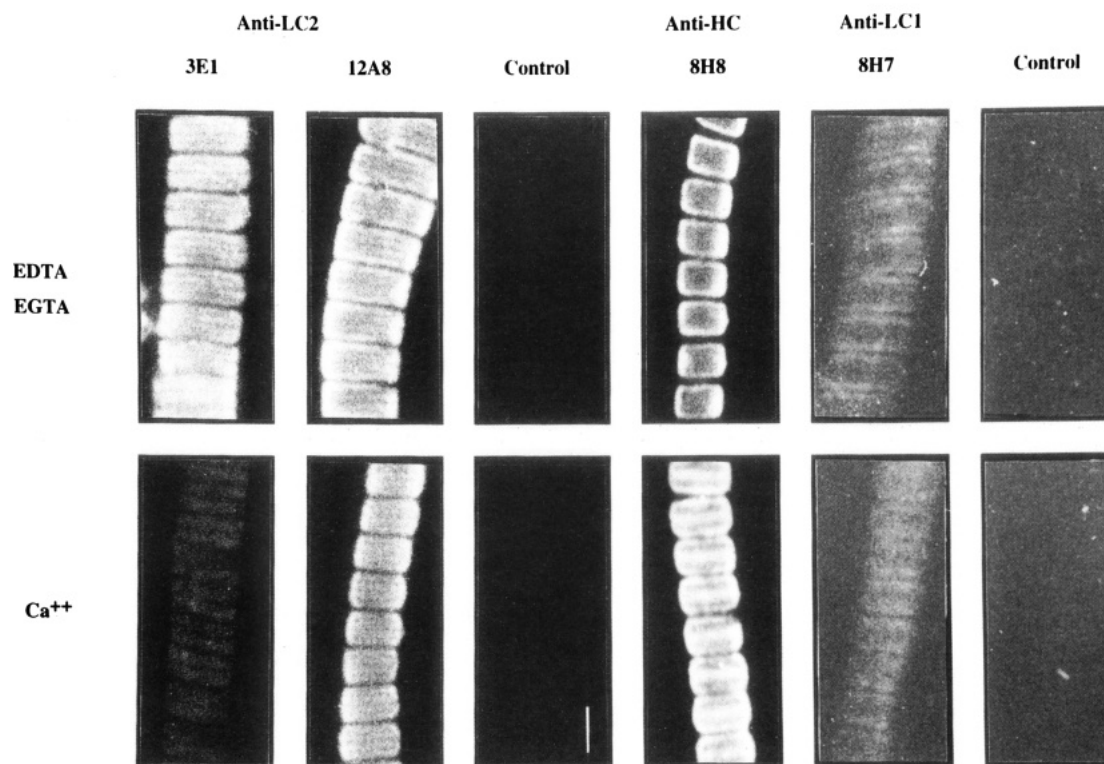 Anti-LC2 Anti-HC Anti-LC1
3E1 12A8 Control 8H8 8H7 Control
EDTA
EGTA
Ca++